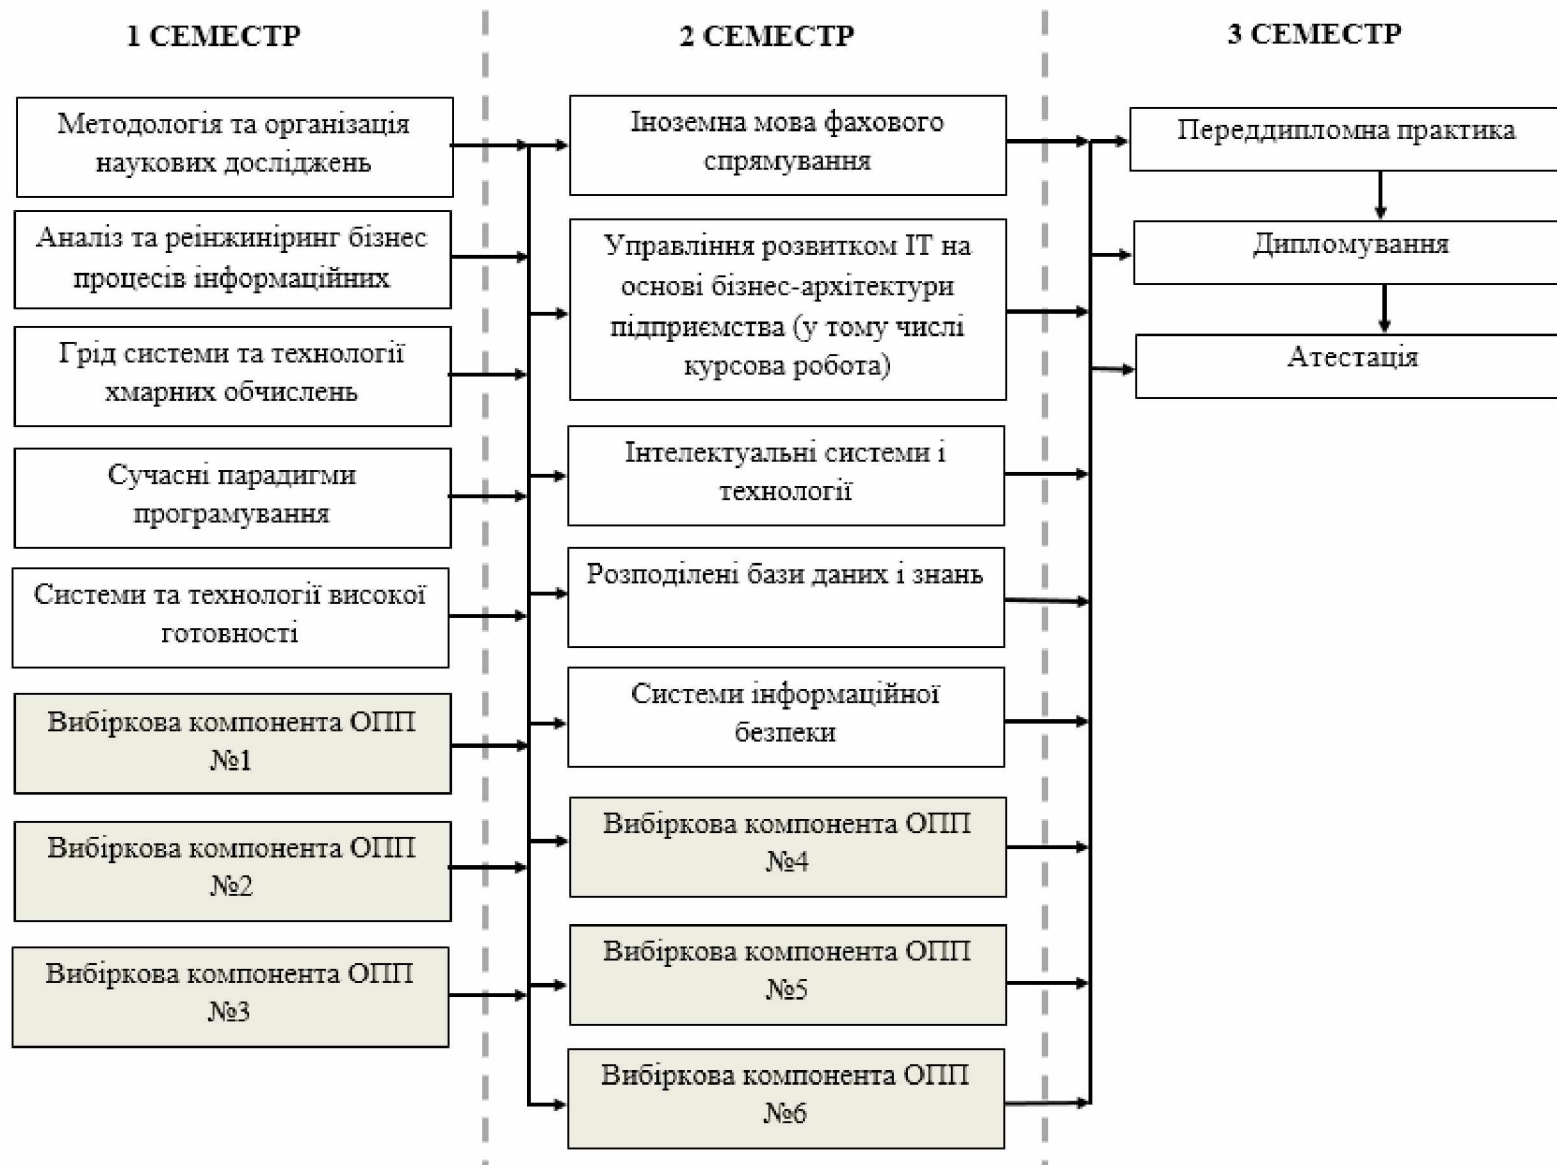 1 СЕМЕСТР
Методологія та організація
наукових досліджень
Аналіз та реінжиніринг бізнес
процесів інформаційних
Грід системи та технології
хмарних обчислень
Сучасні парадигми
програмування
Системи та технології високої
готовності
Вибіркова компонента ОПП
№1
Вибіркова компонента ОПП
№2
Вибіркова компонента ОПП
№3
2 СЕМЕСТР
Іноземна мова фахового
спрямування
Управління розвитком ІТ на
основі бізнес-архітектури
підприємства (у тому числі
курсова робота)
Інтелектуальні системи і
технології
Розподілені бази даних і знань
Системи інформаційної
безпеки
Вибіркова компонента ОПП
№4
Вибіркова компонента ОПП
№5
Вибіркова компонента ОПП
№6
3 СЕМЕСТР
Переддипломна практика
Дипломування
Атестація